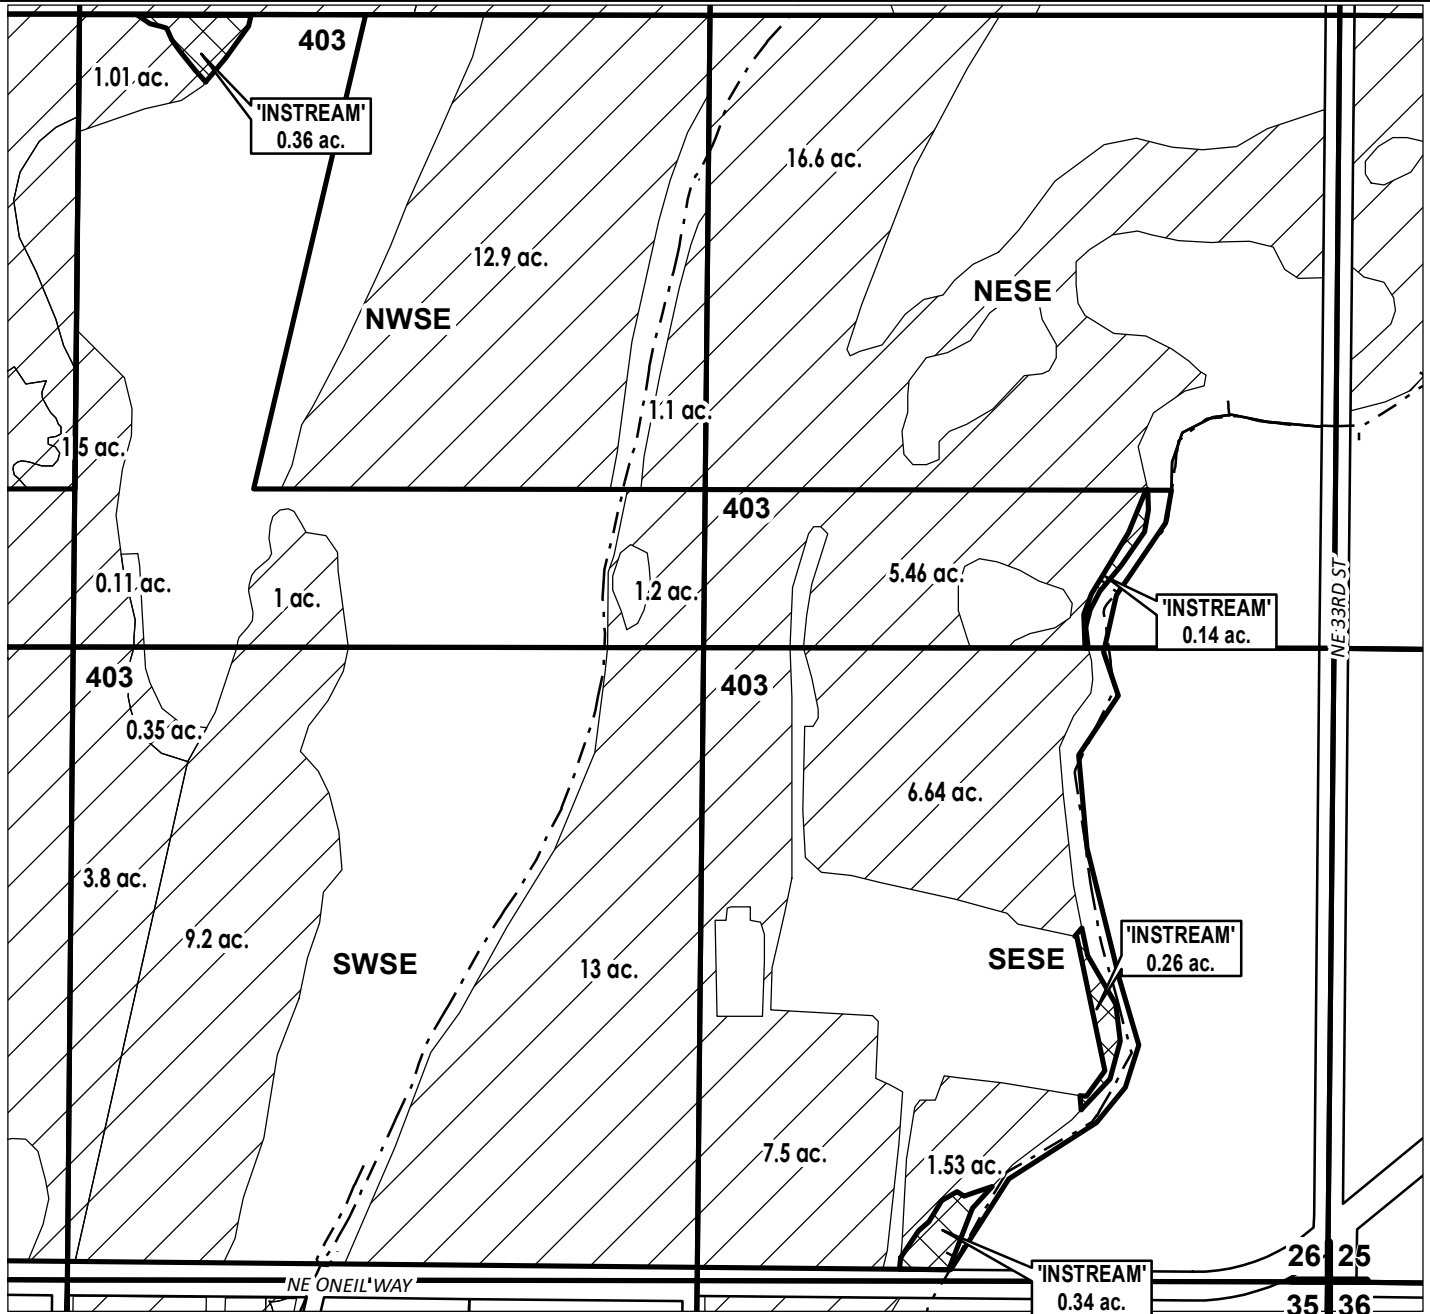 403
1.01 ac.
'INSTREAM'
0.36 ac.
16.6 ac.
12.9 ac.
NESE
NWSE
1.1 ac.
1.5 ac.
403
5.46 ac.
0.11 ac.
1 ac.
1.2 ac.
'INSTREAM'
0.14 ac.
NE 33RD ST
403
403
0.35 ac.
6.64 ac.
3.8 ac.
9.2 ac.
SWSE
13 ac.
SESE
'INSTREAM'
0.26 ac.
7.5 ac.
1.53 ac.
26 25
NE ONEIL WAY
'INSTREAM'
0.34 ac.
35 36